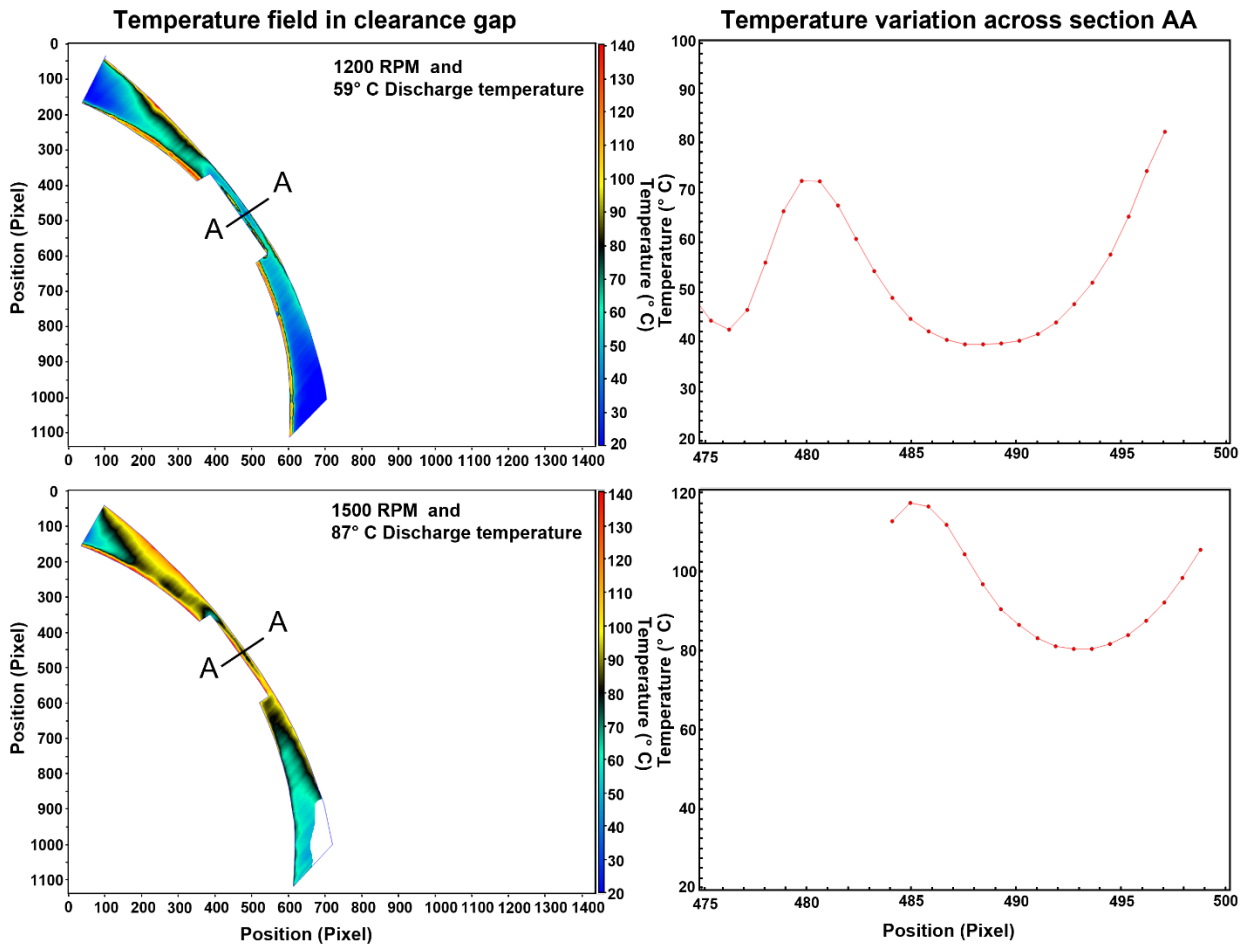 Temperature field in clearance gap
Temperature variation across section AA
1200 RPM and
59° C Discharge temperature
A
A
Position (Pixel)
0
100
200
300
400
500
600
700
800
900
1000
1100
0 100 200 300 400 500 600 700 800 900 1000 1100 1200 1300 1400
140
130
120
110
100
90
80
70
60
50
40
30
20
Temperature (° C)
Temperature (° C)
100
90
80
70
60
50
40
30
20
475 480 485 490 495 500
1500 RPM and
87° C Discharge temperature
A
A
Position (Pixel)
0
100
200
300
400
500
600
700
800
900
1000
1100
0 100 200 300 400 500 600 700 800 900 1000 1100 1200 1300 1400
Position (Pixel)
140
130
120
110
100
90
80
70
60
50
40
30
20
Temperature (° C)
Temperature (° C)
120
100
80
60
40
20
475 480 485 490 495 500
Position (Pixel)